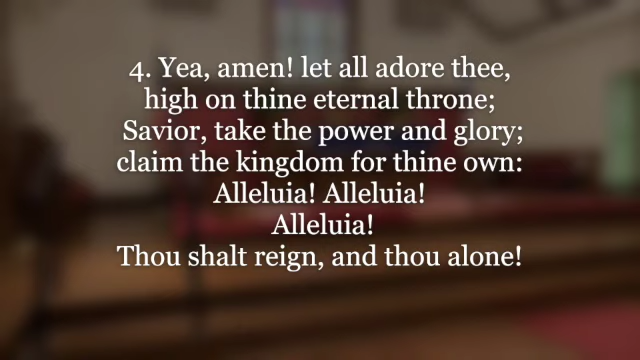 4. Yea, amen! let all adore thee,
high on thine eternal throne;
Savior, take the power and glory;
claim the kingdom for thine own:
Alleluia! Alleluia!
Alleluia!
Thou shalt reign, and thou alone!